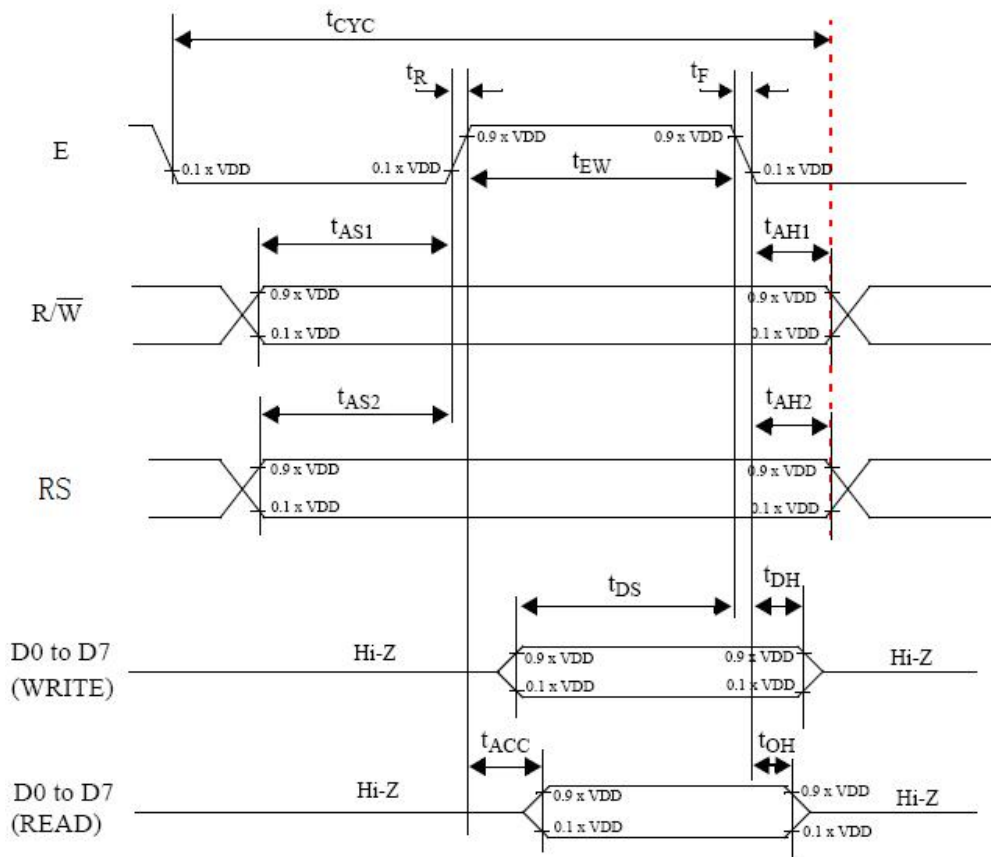 tCYC
tR
tF
E
0.9 x VDD
0.9 x VDD
0.1 x VDD
0.1 x VDD
tEW
0.1 x VDD
tAS1
tAH1
R/W̅
0.9 x VDD
0.9 x VDD
0.1 x VDD
0.1 x VDD
tAS2
tAH2
RS
0.9 x VDD
0.9 x VDD
0.1 x VDD
0.1 x VDD
tDS
tDH
D0 to D7
(WRITE)
Hi-Z
0.9 x VDD
0.9 x VDD
Hi-Z
0.1 x VDD
0.1 x VDD
tACC
tOH
D0 to D7
(READ)
Hi-Z
0.9 x VDD
0.9 x VDD
Hi-Z
0.1 x VDD
0.1 x VDD